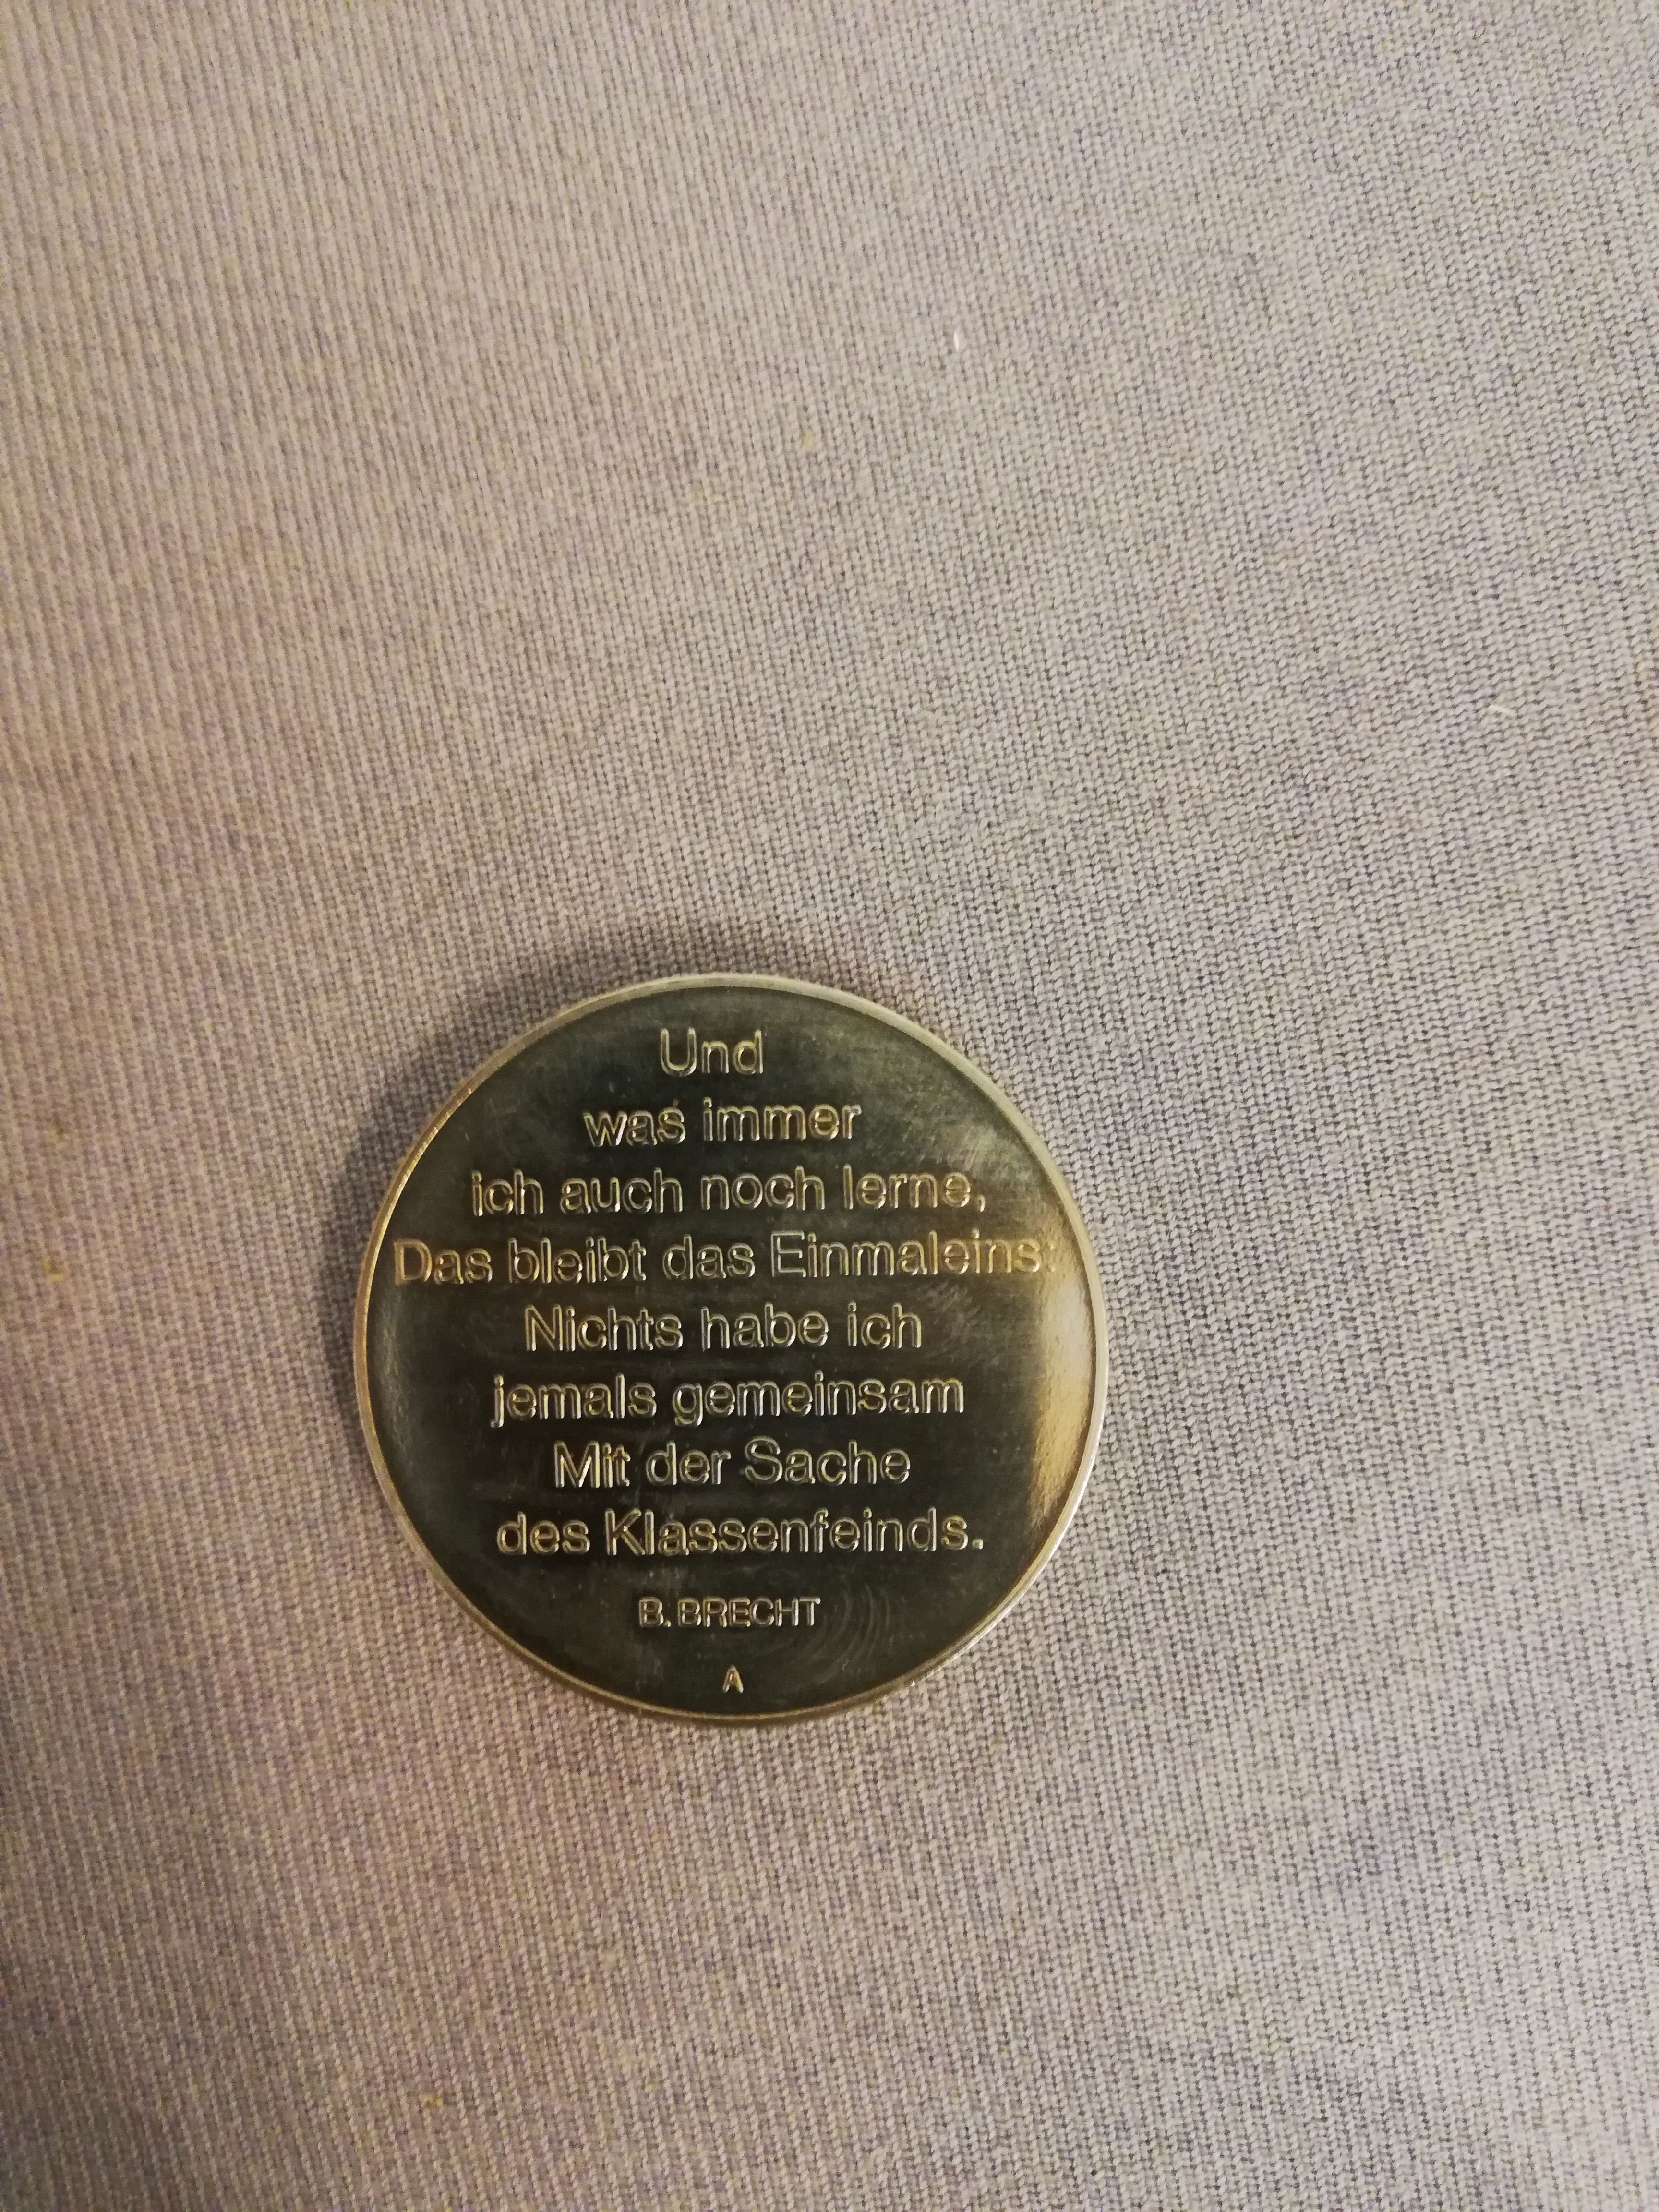 Und
was immer
ich auch noch lerne,
Das bleibt das Einmaleins:
Nichts habe ich
jemals gemeinsam
Mit der Sache
des Klassenfeinds.
B. BRECHT
A